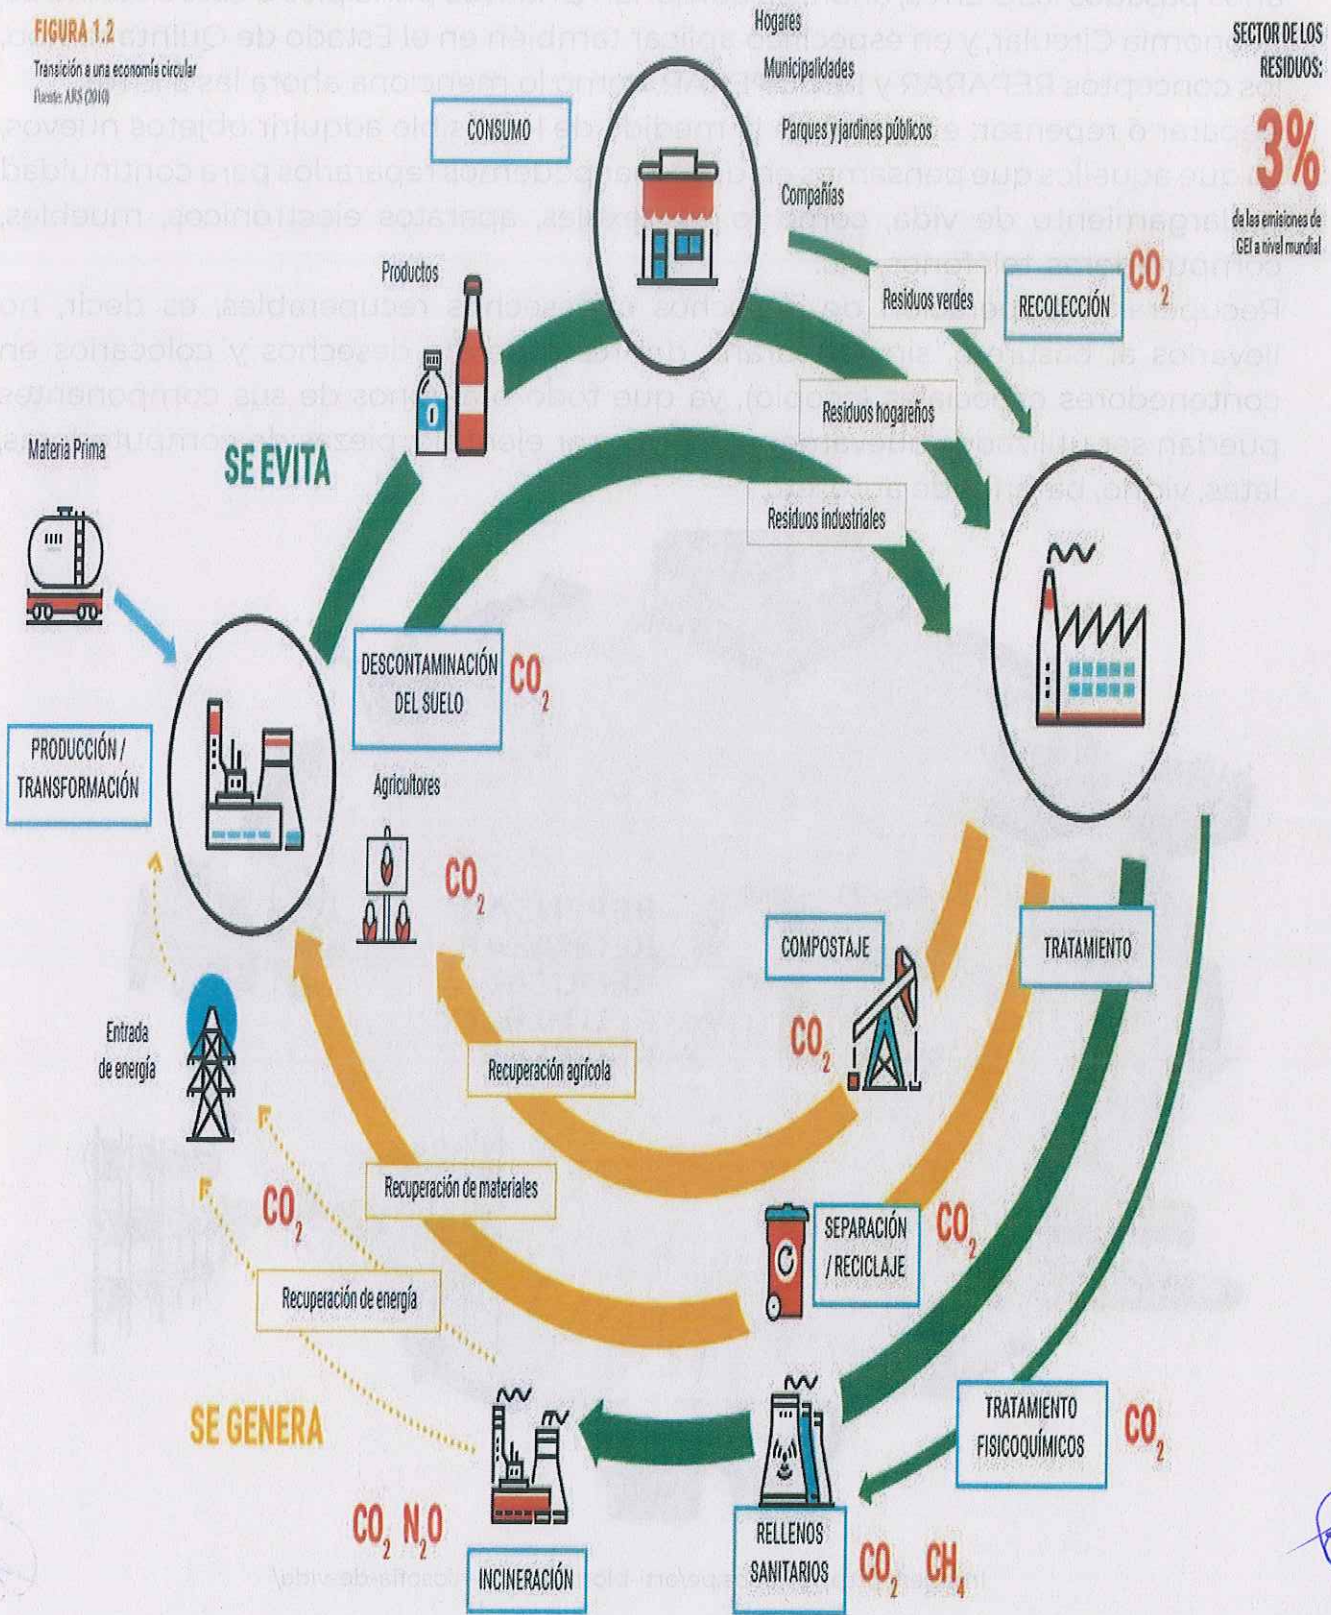 FIGURA 1.2
Transición a una economía circular
Fuente: ARS (2010)
Hogares
Municipalidades
Parques y jardines públicos
Compañías
SECTOR DE LOS
RESIDUOS:
3%
de las emisiones de
GEI a nivel mundial
CONSUMO
Productos
Residuos verdes
RECOLECCIÓN
CO2
Residuos hogareños
Residuos industriales
Materia Prima
SE EVITA
DESCONTAMINACIÓN
DEL SUELO
CO2
PRODUCCIÓN /
TRANSFORMACIÓN
Agricultores
CO2
COMPOSTAJE
CO2
TRATAMIENTO
Entrada
de energía
Recuperación agrícola
Recuperación de materiales
CO2
SEPARACIÓN
/ RECICLAJE
CO2
Recuperación de energía
SE GENERA
TRATAMIENTO
FISICOQUÍMICOS
CO2
CO2 N2O
INCINERACIÓN
RELLENOS
SANITARIOS
CO2 CH4